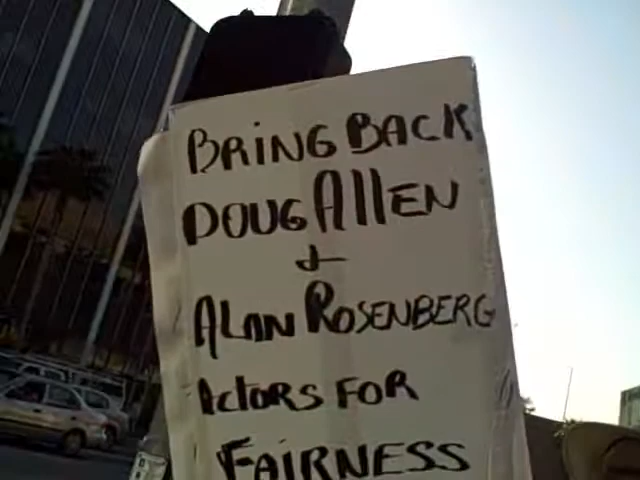 BRING BACK
DOUG AllEN
&
ALAN ROSENBERG
ActORS FOR
FAIRNESS